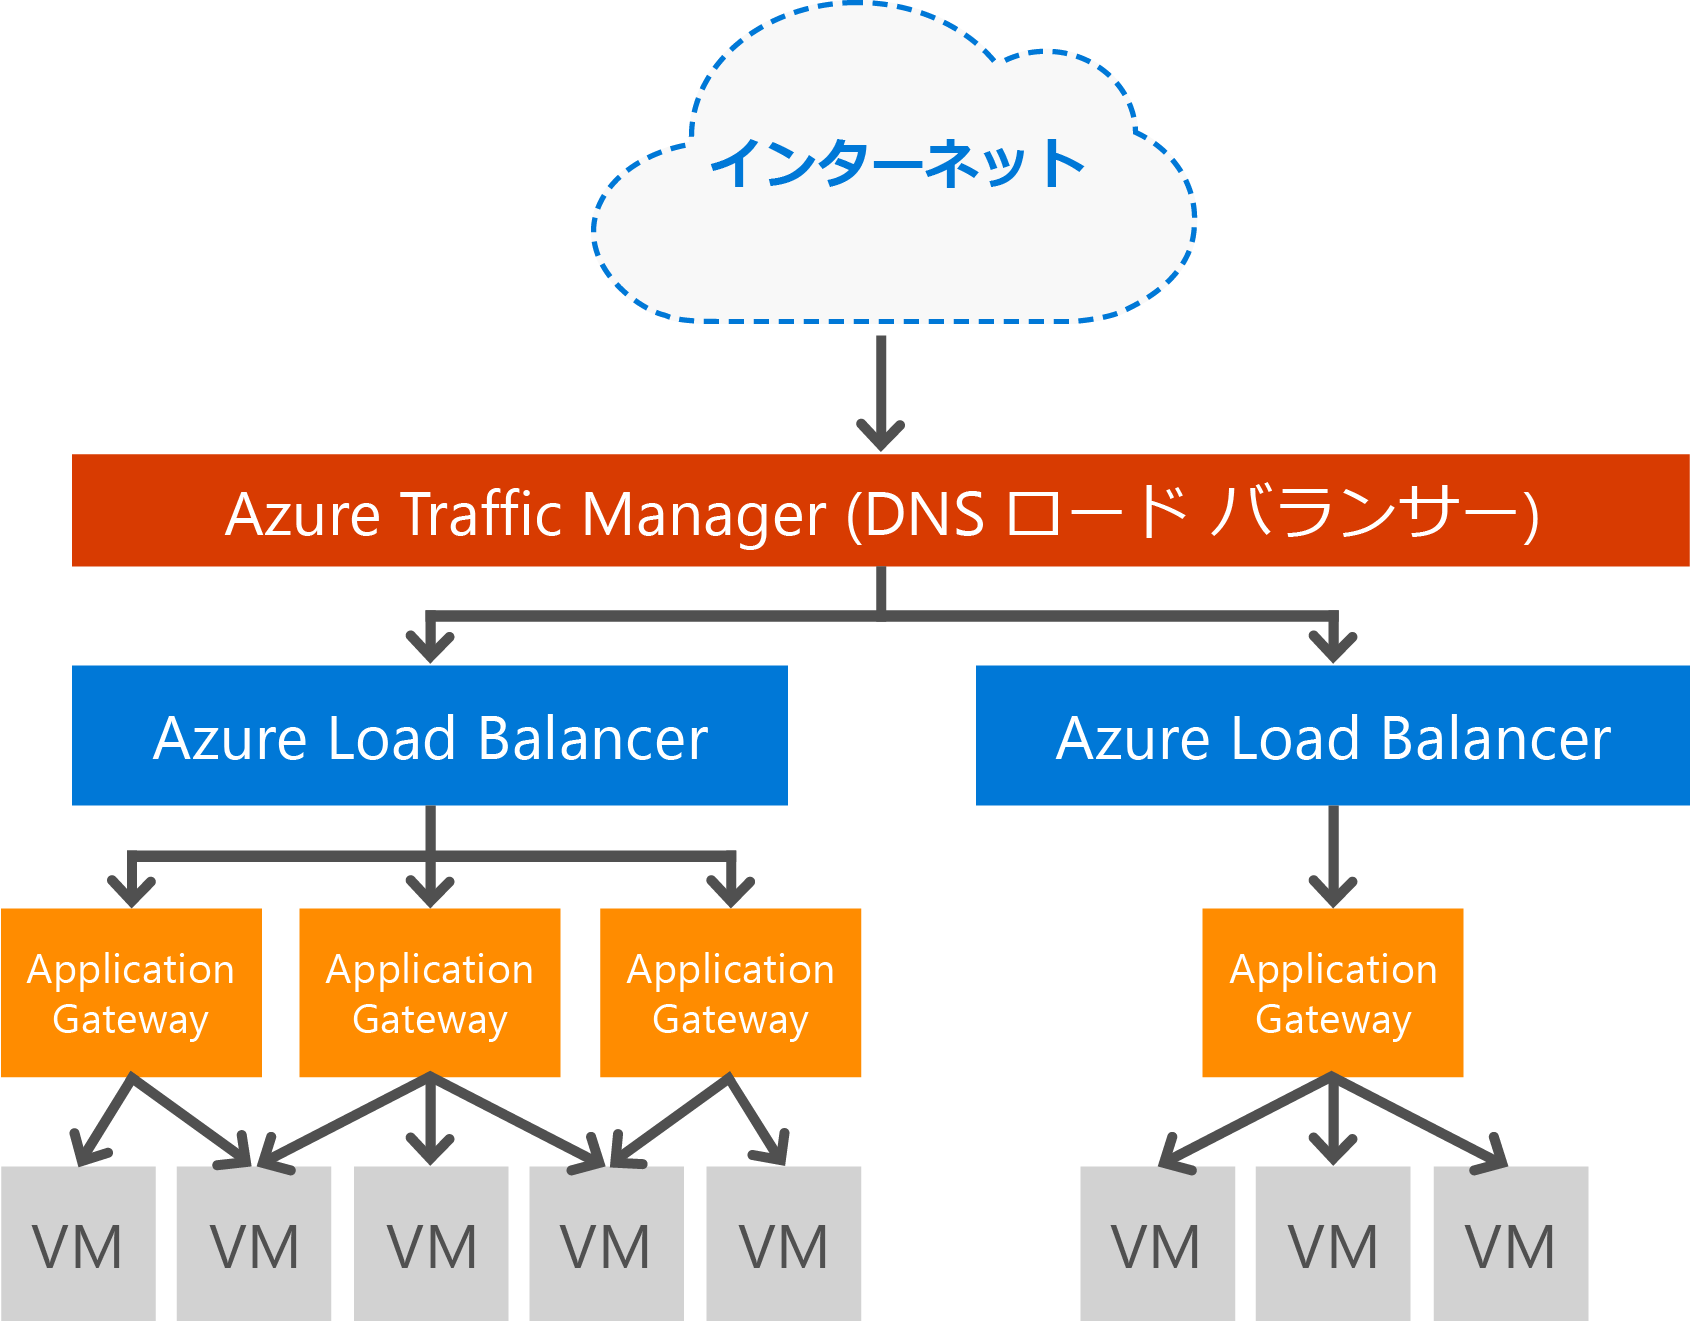 インターネット
Azure Traffic Manager (DNS ロード バランサー)
Azure Load Balancer
Azure Load Balancer
Application
Gateway
Application
Gateway
Application
Gateway
Application
Gateway
VM
VM
VM
VM
VM
VM
VM
VM